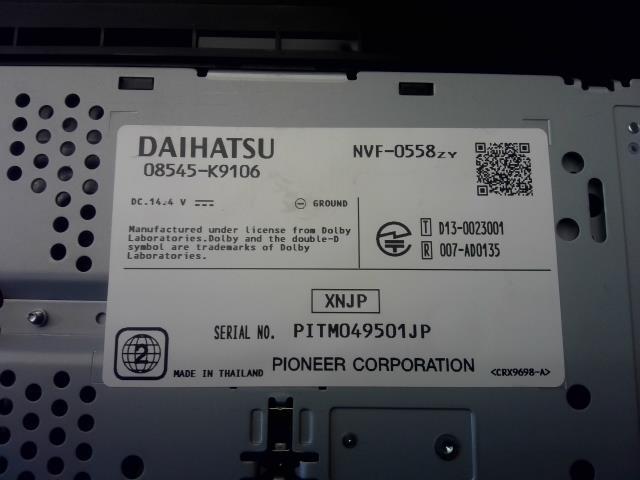 DAIHATSU
08545-K9106
NVF-0558ZY
DC.14.4 V
GROUND
Manufactured under license from Dolby
Laboratories.Dolby and the double-D
symbol are trademarks of Dolby
Laboratories.
T D13-0023001
R 007-AD0135
XNJP
SERIAL NO. PITM049501JP
2
MADE IN THAILAND PIONEER CORPORATION <CRX9698-A>